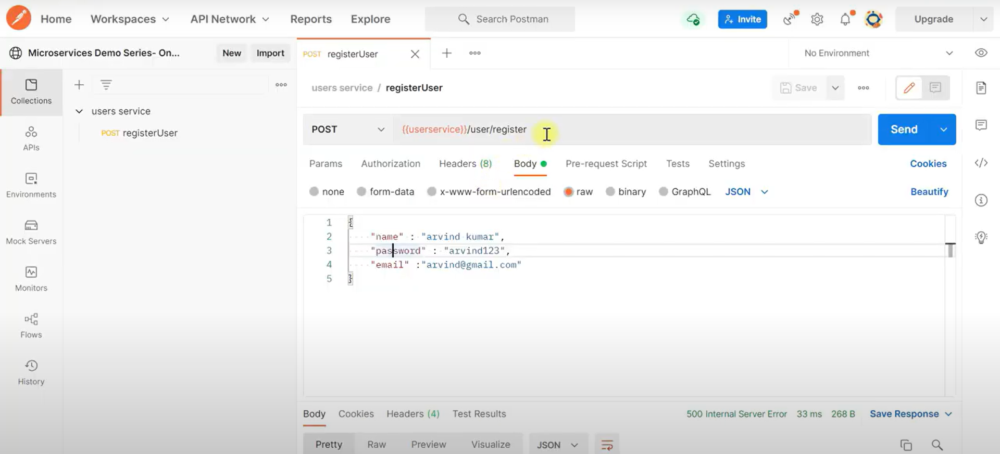 Home Workspaces API Network Reports Explore Search Postman Invite Upgrade
Microservices Demo Series- On... New Import POST registerUser No Environment
Collections
users service / registerUser Save
users service
POST registerUser
POST {{userservice}}/user/register Send
APIs
Params Authorization Headers (8) Body Pre-request Script Tests Settings Cookies
Environments
none form-data x-www-form-urlencoded raw binary GraphQL JSON Beautify
Mock Servers
1 {
2 "name" : "arvind kumar",
3 "password" : "arvind123",
4 "email" :"arvind@gmail.com"
5 }
Monitors
Flows
History
Body Cookies Headers (4) Test Results 500 Internal Server Error 33 ms 268 B Save Response
Pretty Raw Preview Visualize JSON